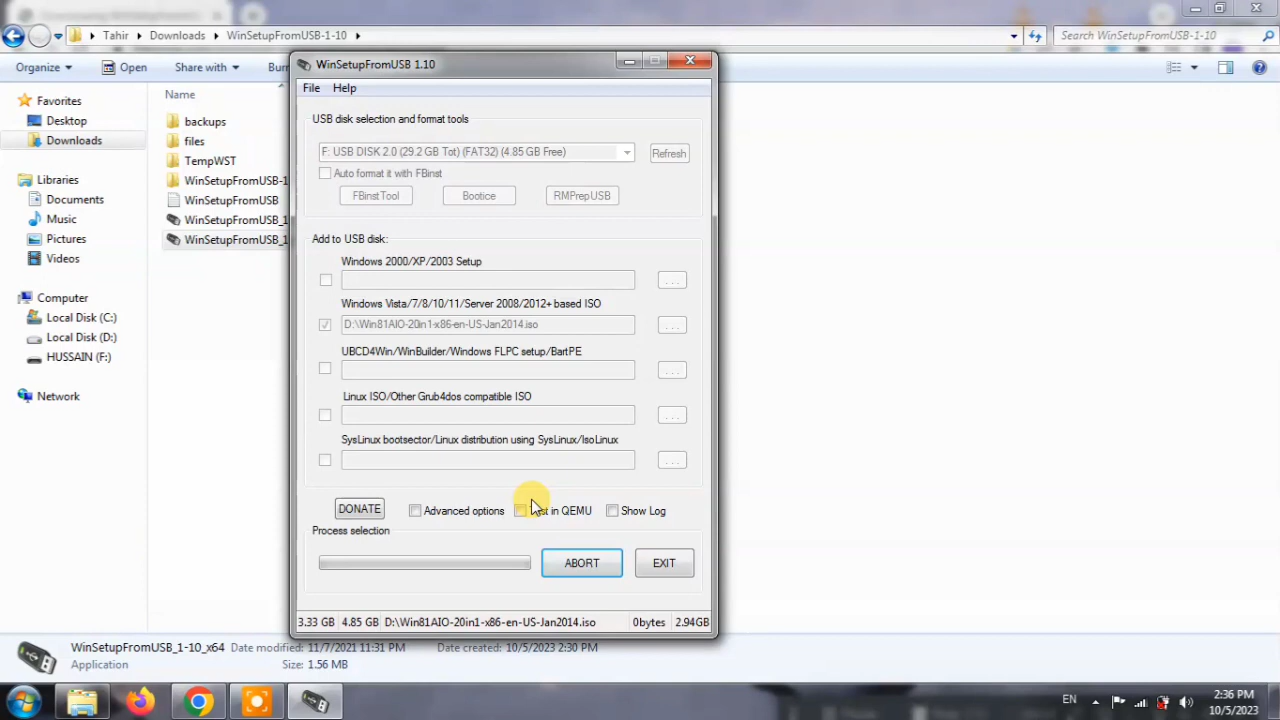 Tahir
Downloads
WinSetupFromUSB-1-10
Search WinSetupFromUSB-1-10
Organize
Open
Share with
WinSetupFromUSB 1.10
File
Help
Favorites
Desktop
Downloads
Libraries
Documents
Music
Pictures
Videos
Computer
Local Disk (C:)
Local Disk (D:)
HUSSAIN (F:)
Network
Name
backups
files
TempWST
WinSetupFromUSB-1
WinSetupFromUSB
WinSetupFromUSB_1
WinSetupFromUSB_1
USB disk selection and format tools
F: USB DISK 2.0 (29.2 GB Tot) (FAT32) (4.85 GB Free)
Refresh
Auto format it with FBinst
FBinstTool
Bootice
RMPrepUSB
Add to USB disk:
Windows 2000/XP/2003 Setup
...
Windows Vista/7/8/10/11/Server 2008/2012+ based ISO
D:\Win81AIO-20in1-x86-en-US-Jan2014.iso
...
UBCD4Win/WinBuilder/Windows FLPC setup/BartPE
...
Linux ISO/Other Grub4dos compatible ISO
...
SysLinux bootsector/Linux distribution using SysLinux/IsoLinux
...
DONATE
Advanced options
in QEMU
Show Log
Process selection
ABORT
EXIT
3.33 GB
4.85 GB
D:\Win81AIO-20in1-x86-en-US-Jan2014.iso
0bytes
2.94GB
WinSetupFromUSB_1-10_x64
Date modified: 11/7/2021 11:31 PM
Date created: 10/5/2023 2:30 PM
Application
Size: 1.56 MB
EN
2:36 PM
10/5/2023